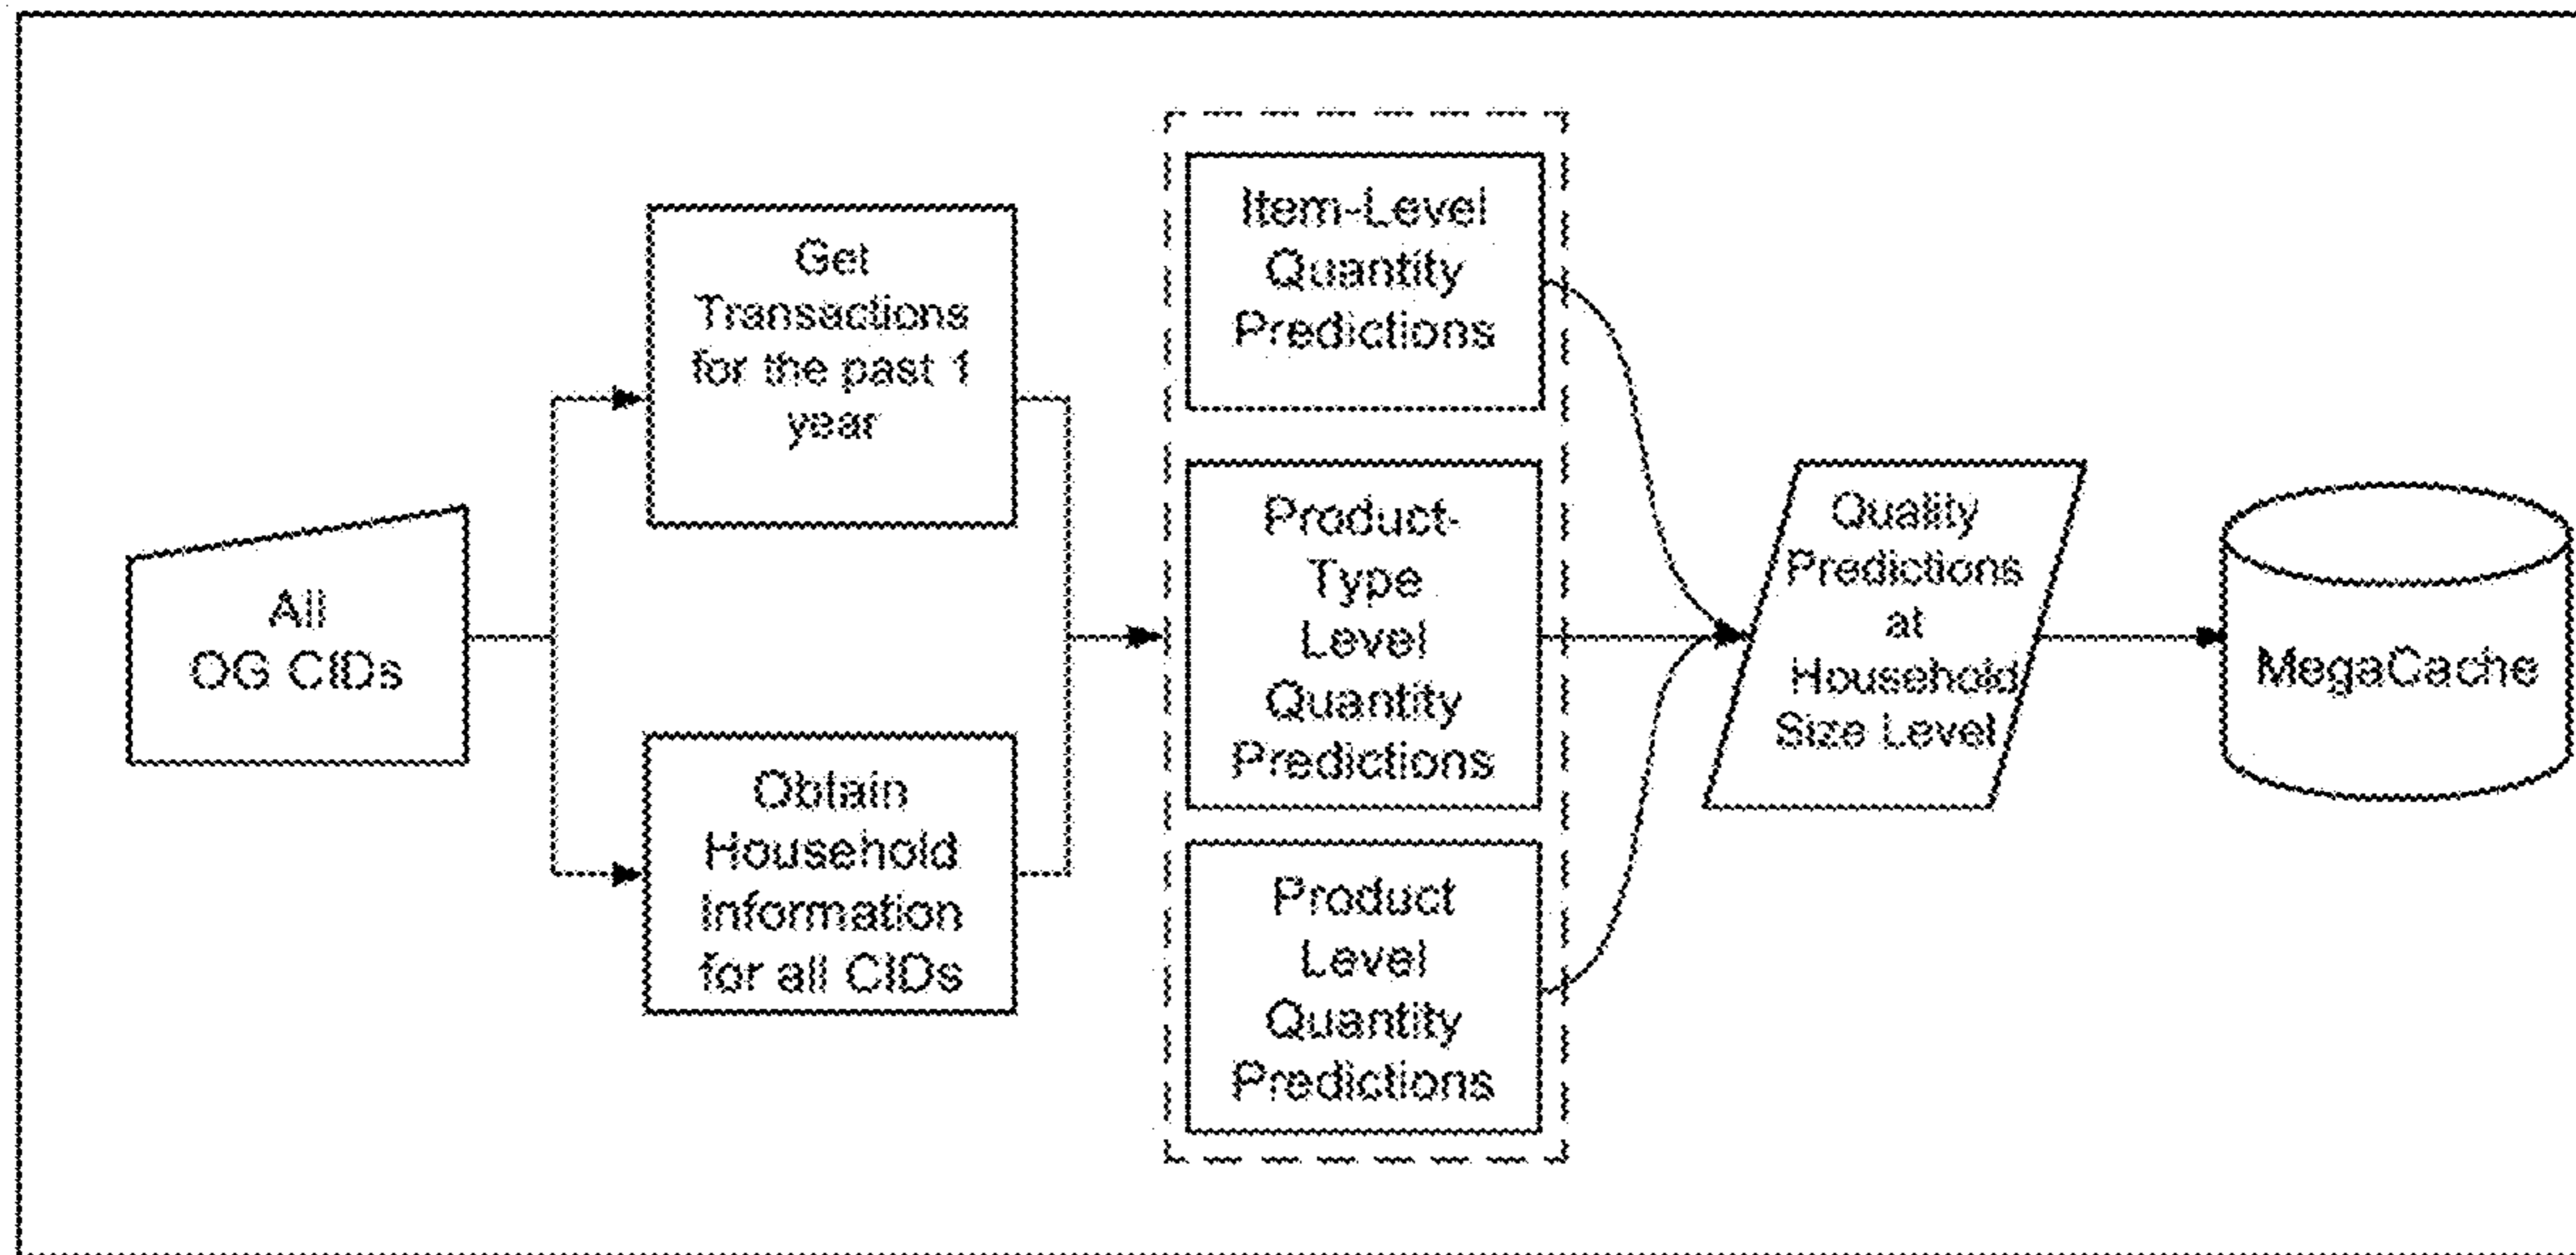 All
OG CIDs
Get
Transactions
for the past 1
year
Obtain
Household
Information
for all CIDs
Item-Level
Quantity
Predictions
Product-
Type
Level
Quantity
Predictions
Product
Level
Quantity
Predictions
Quality
Predictions
at
Household
Size Level
MegaCache